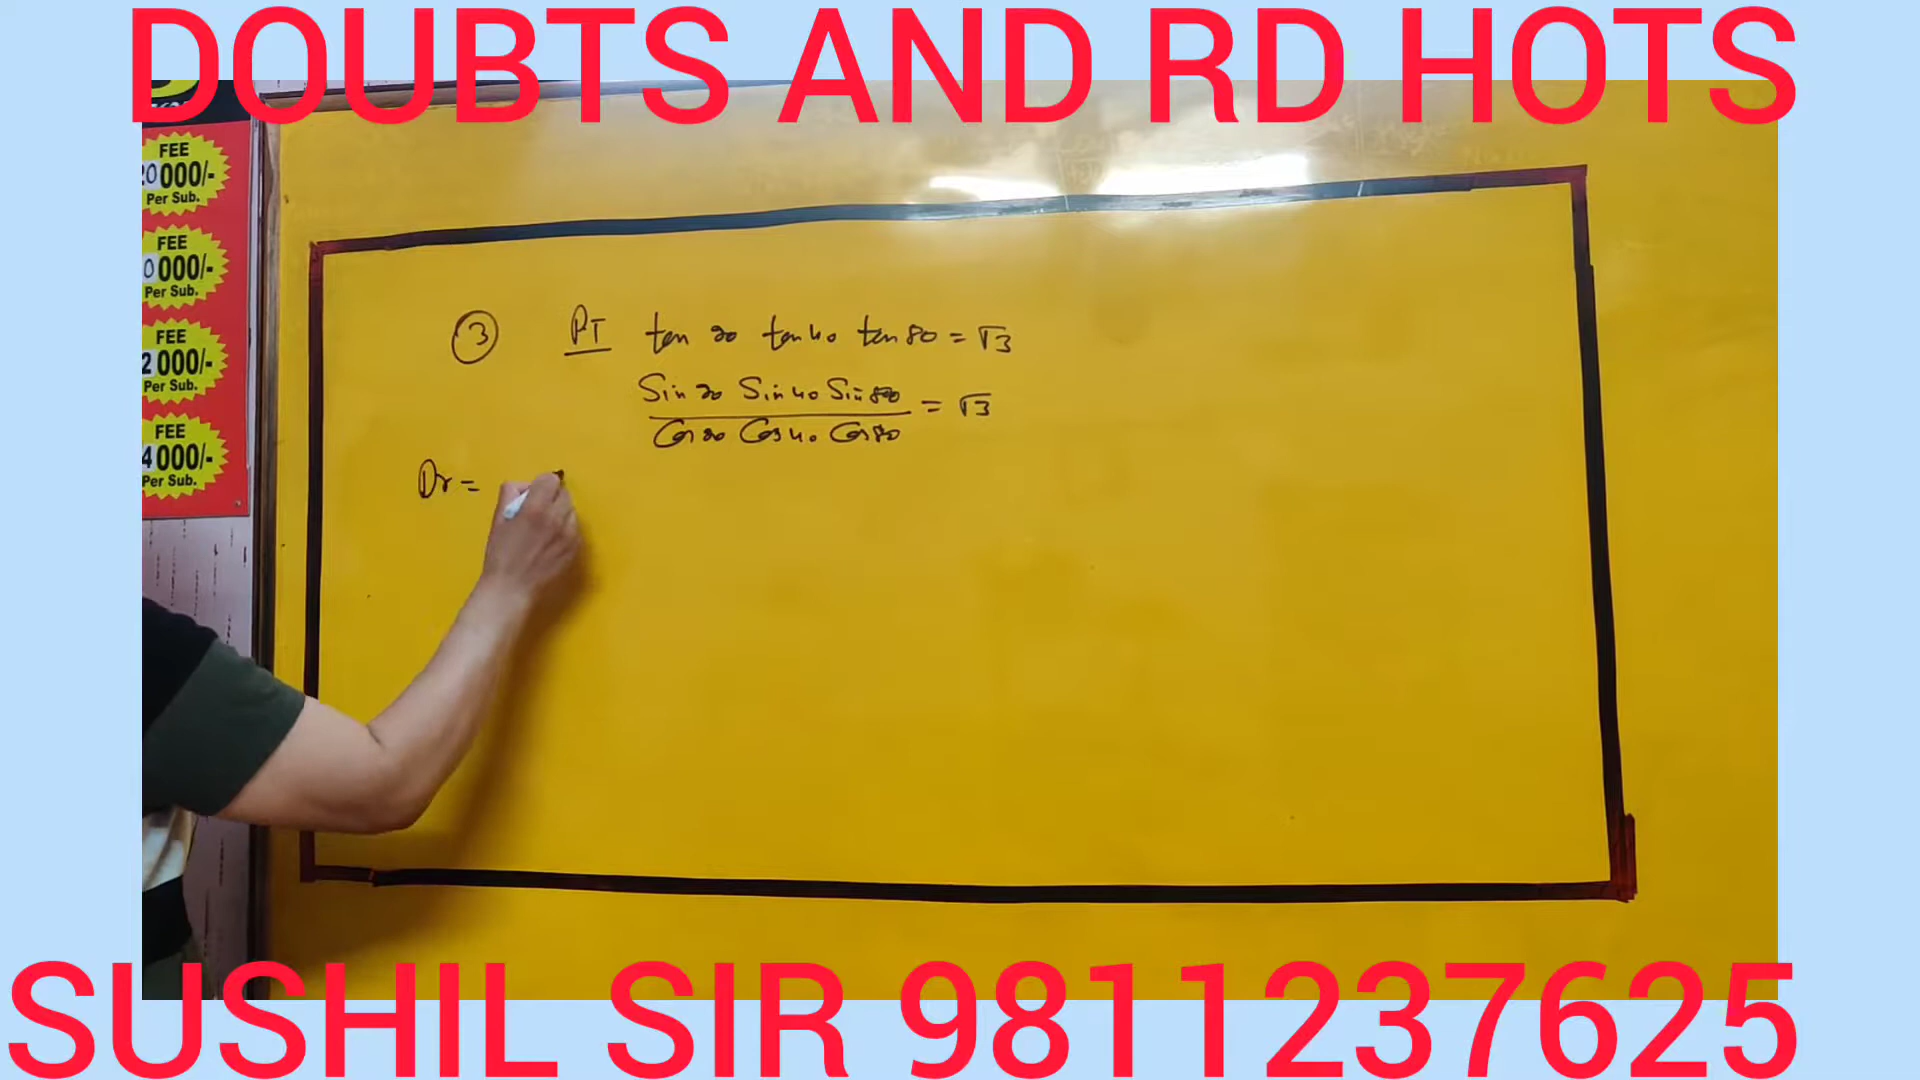 DOUBTS AND RD HOTS
FEE
20000/-
Per Sub.
FEE
0000/-
Per Sub.
FEE
2000/-
Per Sub.
FEE
4000/-
Per Sub.
3 PT tan 20 tan 40 tan 80 = √3
Sin 20 Sin 40 Sin 80 = √3
Cos 20 Cos 40 Cos 80
Dr =
SUSHIL SIR 9811237625